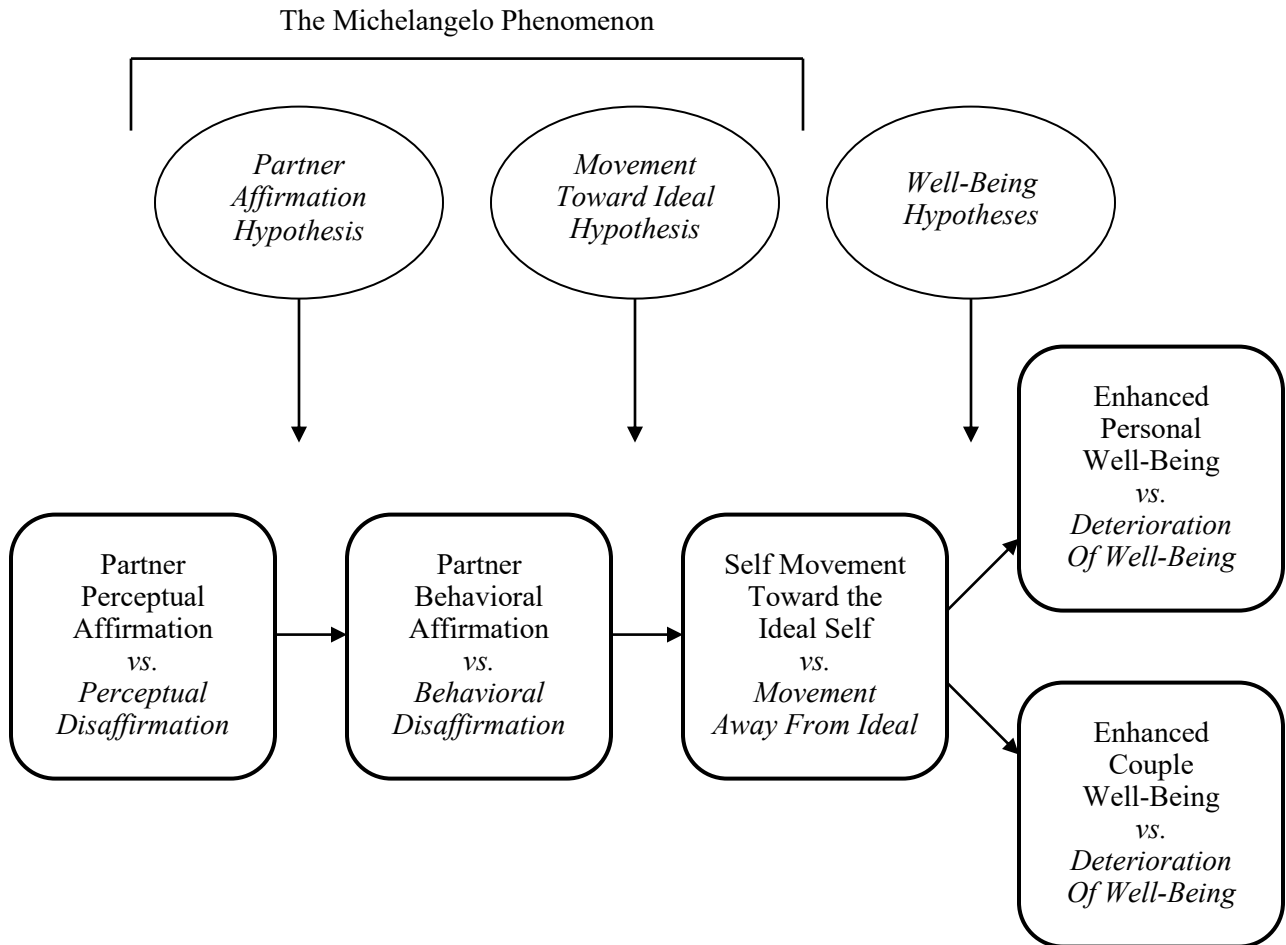 The Michelangelo Phenomenon
Partner
Affirmation
Hypothesis
Movement
Toward Ideal
Hypothesis
Well-Being
Hypotheses
Partner
Perceptual
Affirmation
vs.
Perceptual
Disaffirmation
Partner
Behavioral
Affirmation
vs.
Behavioral
Disaffirmation
Self Movement
Toward the
Ideal Self
vs.
Movement
Away From Ideal
Enhanced
Personal
Well-Being
vs.
Deterioration
Of Well-Being
Enhanced
Couple
Well-Being
vs.
Deterioration
Of Well-Being